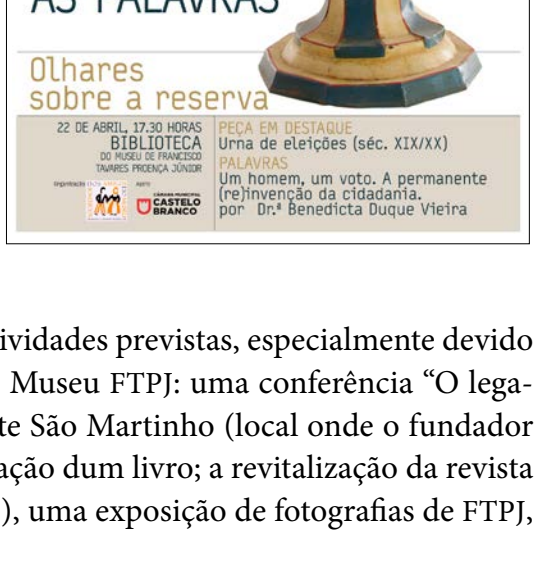 AS PALAVRAS
Olhares
sobre a reserva
22 DE ABRIL, 17.30 HORAS
BIBLIOTECA
DO MUSEU DE FRANCISCO
TAVARES PROENÇA JÚNIOR
CÂMARA MUNICIPAL
CASTELO
BRANCO
PEÇA EM DESTAQUE
Urna de eleições (séc. XIX/XX)
PALAVRAS
Um homem, um voto. A permanente
(re)invenção da cidadania.
por Dr.ª Benedicta Duque Vieira
ividades previstas, especialmente devido
Museu FTPJ: uma conferência “O lega-
te São Martinho (local onde o fundador
ação dum livro; a revitalização da revista
), uma exposição de fotografias de FTPJ,